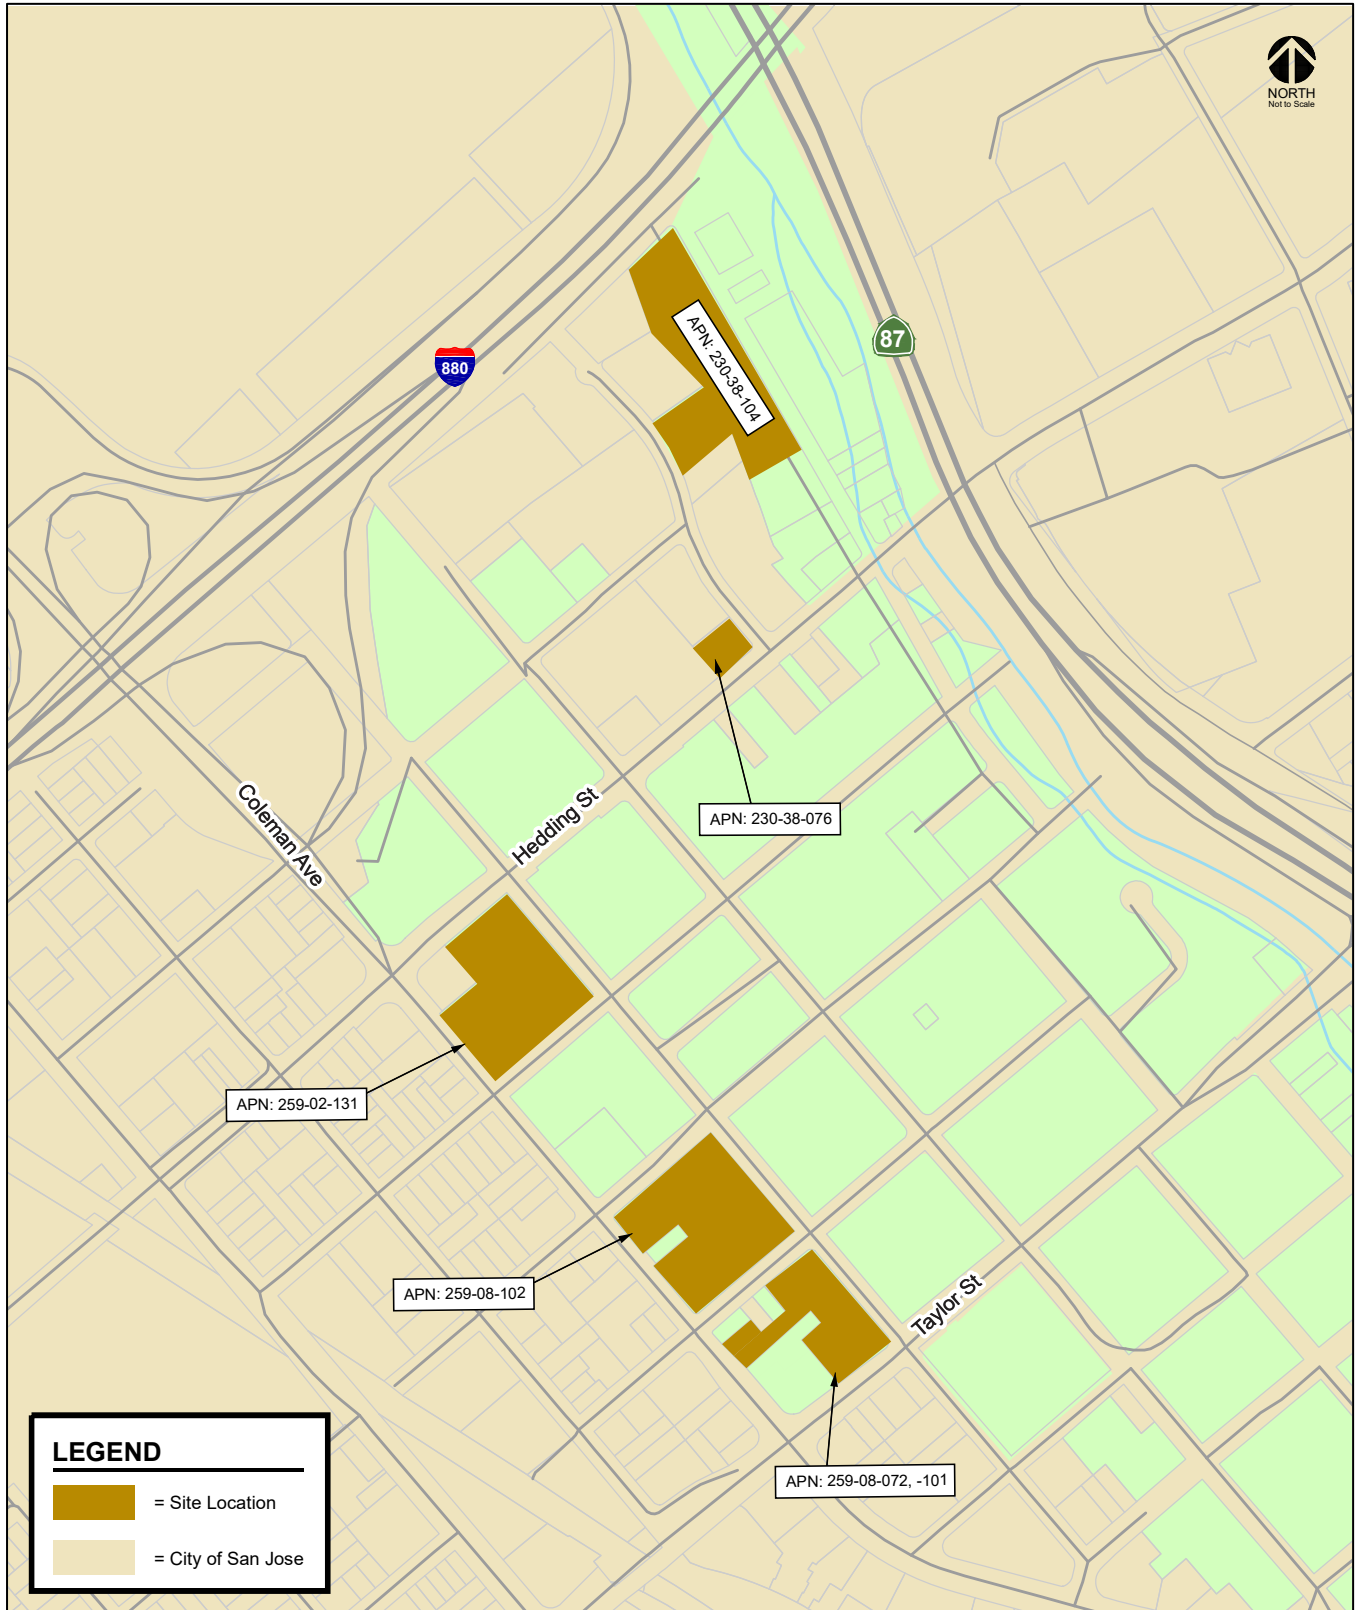 NORTH
Not to Scale
87
880
APN: 230-38-104
APN: 230-38-076
Coleman Ave
Hedding St
APN: 259-02-131
APN: 259-08-102
Taylor St
APN: 259-08-072, -101
LEGEND
= Site Location
= City of San Jose